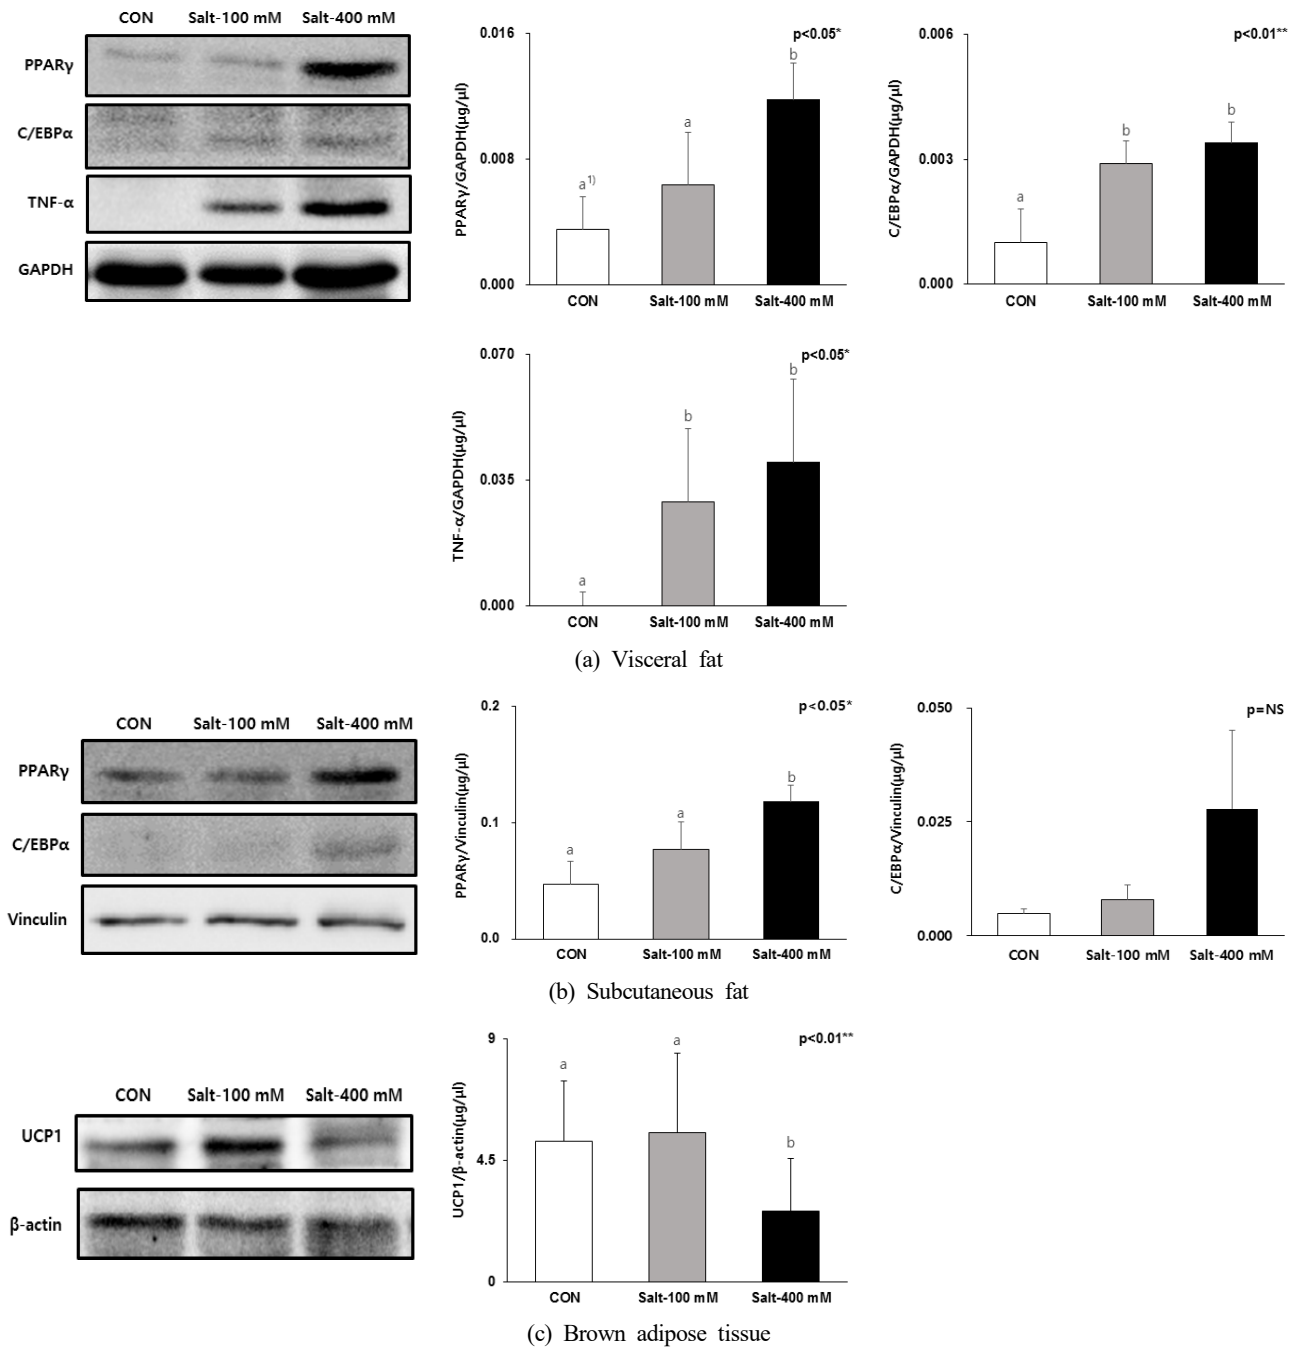 CON Salt-100 mM Salt-400 mM
PPARγ
C/EBPα
TNF-α
GAPDH
PPARγ/GAPDH(μg/μl)
0.016
0.008
0.000
p<0.05*
a1)
a
b
CON Salt-100 mM Salt-400 mM
C/EBPα/GAPDH(μg/μl)
0.006
0.003
0.000
p<0.01**
a
b
b
CON Salt-100 mM Salt-400 mM
TNF-α/GAPDH(μg/μl)
0.070
0.035
0.000
p<0.05*
a
b
b
CON Salt-100 mM Salt-400 mM
(a) Visceral fat
CON Salt-100 mM Salt-400 mM
PPARγ
C/EBPα
Vinculin
PPARγ/Vinculin(μg/μl)
0.2
0.1
0.0
p<0.05*
a
a
b
CON Salt-100 mM Salt-400 mM
C/EBPα/Vinculin(μg/μl)
0.050
0.025
0.000
p=NS
CON Salt-100 mM Salt-400 mM
(b) Subcutaneous fat
CON Salt-100 mM Salt-400 mM
UCP1
β-actin
UCP1/β-actin(μg/μl)
9
4.5
0
p<0.01**
a
a
b
CON Salt-100 mM Salt-400 mM
(c) Brown adipose tissue